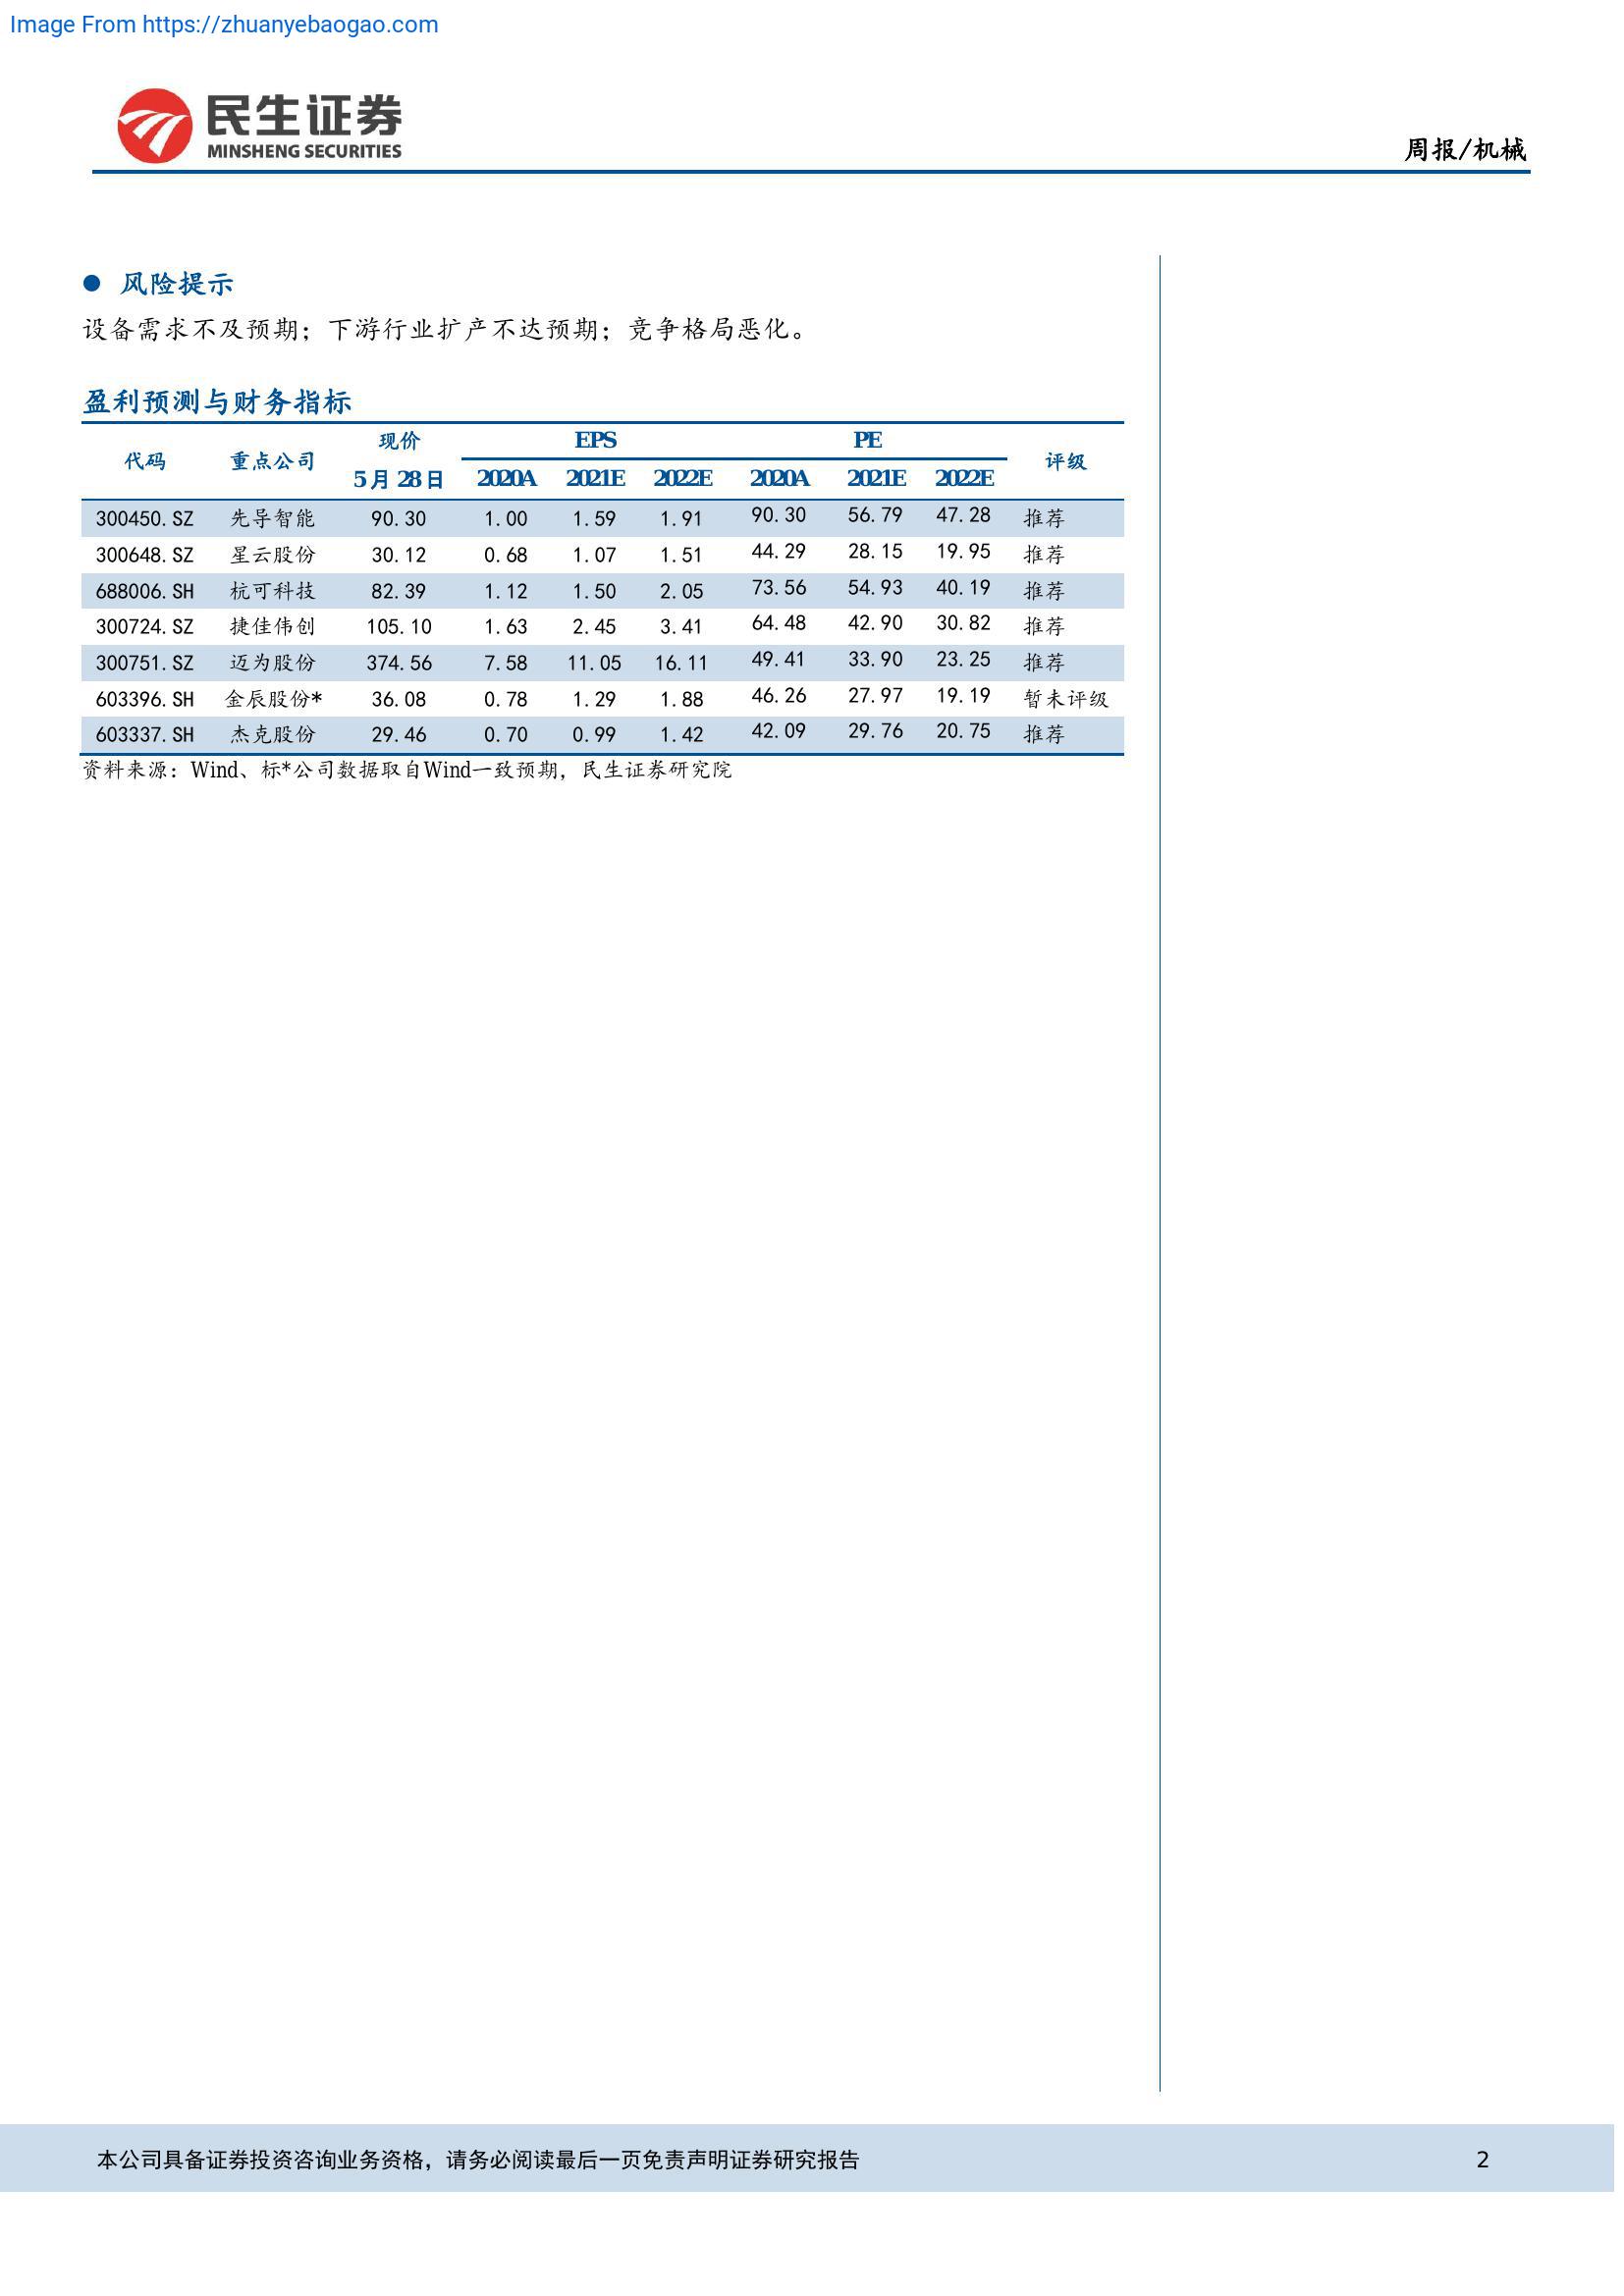 Image From https://zhuanyebaogao.com
民生证券
MINSHENG SECURITIES
周报/机械
● 风险提示
设备需求不及预期；下游行业扩产不达预期；竞争格局恶化。
盈利预测与财务指标
代码 重点公司 现价 EPS PE 评级
5 月 28 日 2020A 2021E 2022E 2020A 2021E 2022E
300450.SZ 先导智能 90.30 1.00 1.59 1.91 90.30 56.79 47.28 推荐
300648.SZ 星云股份 30.12 0.68 1.07 1.51 44.29 28.15 19.95 推荐
688006.SH 杭可科技 82.39 1.12 1.50 2.05 73.56 54.93 40.19 推荐
300724.SZ 捷佳伟创 105.10 1.63 2.45 3.41 64.48 42.90 30.82 推荐
300751.SZ 迈为股份 374.56 7.58 11.05 16.11 49.41 33.90 23.25 推荐
603396.SH 金辰股份* 36.08 0.78 1.29 1.88 46.26 27.97 19.19 暂未评级
603337.SH 杰克股份 29.46 0.70 0.99 1.42 42.09 29.76 20.75 推荐
资料来源：Wind、标*公司数据取自Wind一致预期，民生证券研究院
本公司具备证券投资咨询业务资格，请务必阅读最后一页免责声明证券研究报告 2